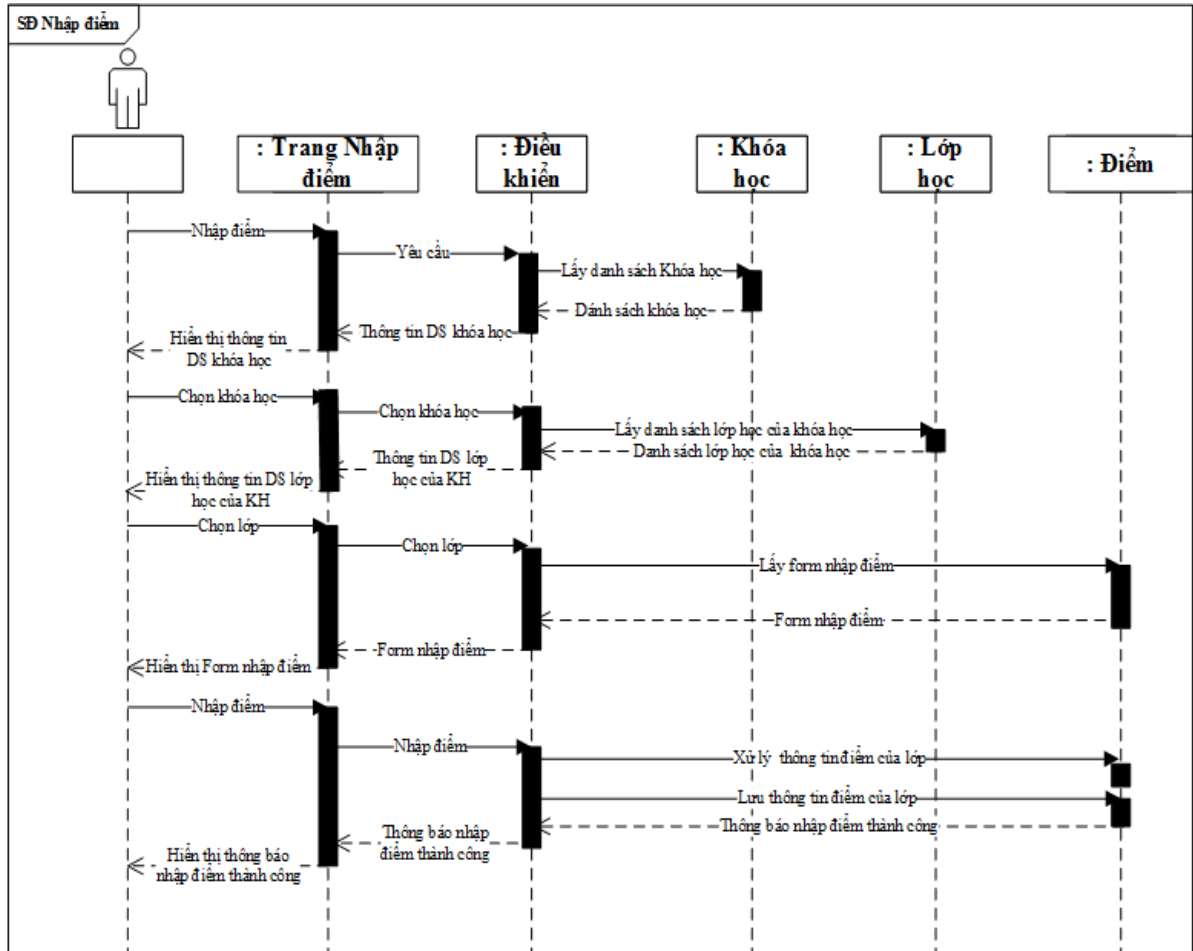 SĐ Nhập điểm
: Trang Nhập
điểm
: Điều
khiển
: Khóa
học
: Lớp
học
: Điểm
Nhập điểm
Yêu cầu
Lấy danh sách Khóa học
Dánh sách khóa học
Thông tin DS khóa học
Hiển thị thông tin
DS khóa học
Chọn khóa học
Chọn khóa học
Lấy danh sách lớp học của khóa học
Danh sách lớp học của khóa học
Thông tin DS lớp
học của KH
Hiển thị thông tin DS lớp
học của KH
Chọn lớp
Chọn lớp
Lấy form nhập điểm
Form nhập điểm
Form nhập điểm
Hiển thị Form nhập điểm
Nhập điểm
Nhập điểm
Xử lý thông tin điểm của lớp
Lưu thông tin điểm của lớp
Thông báo nhập điểm thành công
Thông báo nhập
điểm thành công
Hiển thị thông báo
nhập điểm thành công